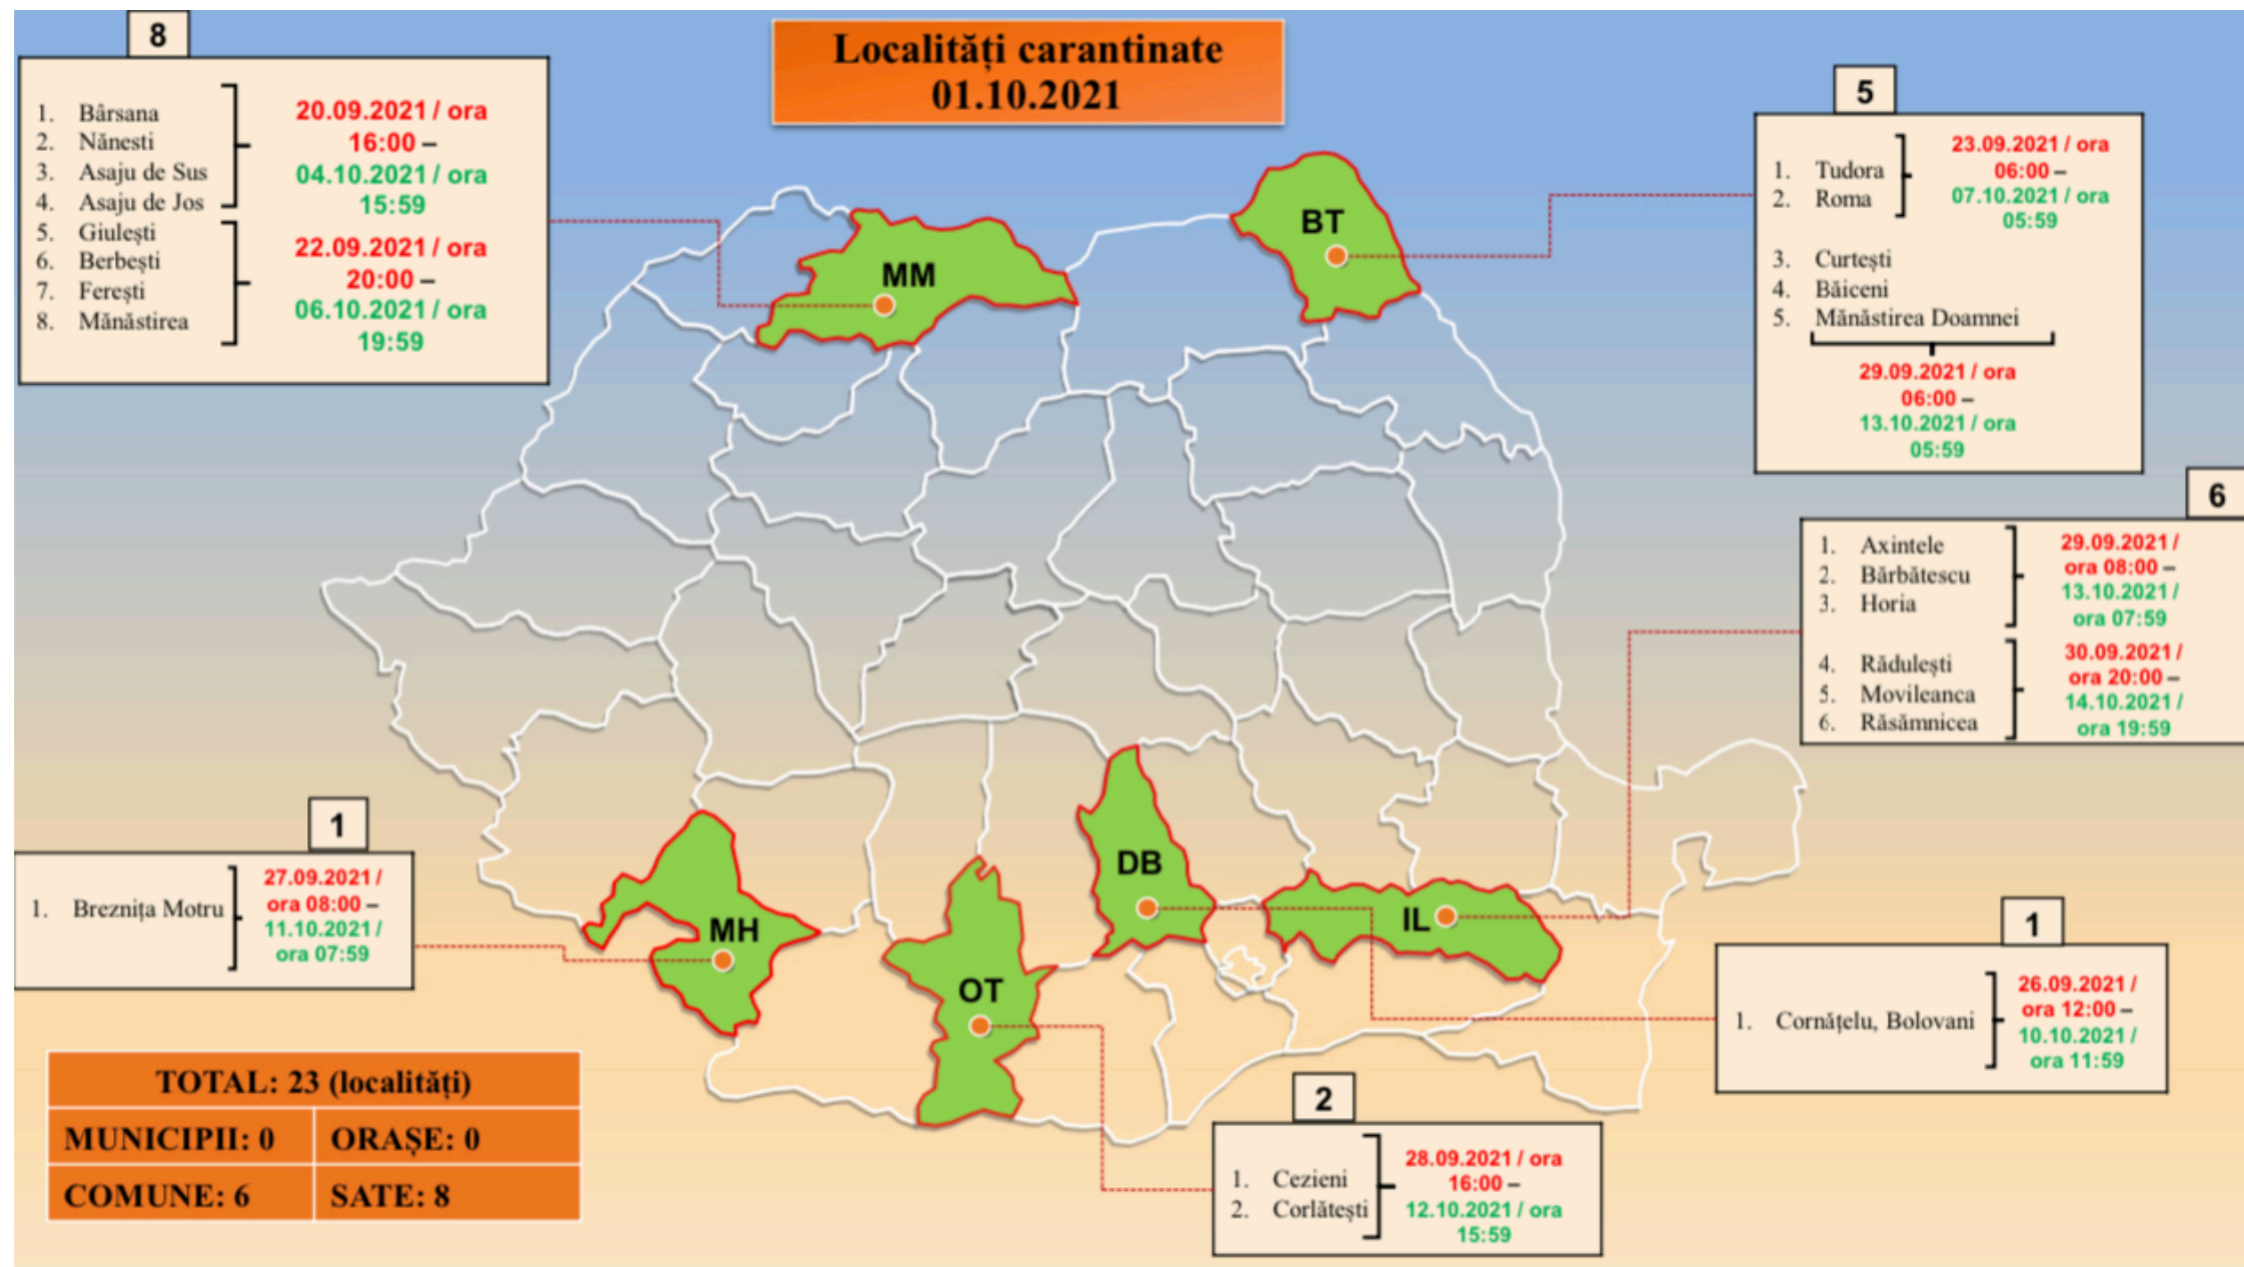 Localități carantinate
01.10.2021
8
1. Bârsana
2. Nănesti
3. Asaju de Sus
4. Asaju de Jos
5. Giulești
6. Berbești
7. Ferești
8. Mănăstirea
20.09.2021 / ora
16:00 –
04.10.2021 / ora
15:59
22.09.2021 / ora
20:00 –
06.10.2021 / ora
19:59
5
1. Tudora
2. Roma
23.09.2021 / ora
06:00 –
07.10.2021 / ora
05:59
3. Curtești
4. Băiceni
5. Mănăstirea Doamnei
29.09.2021 / ora
06:00 –
13.10.2021 / ora
05:59
6
1. Axintele
2. Bărbătescu
3. Horia
29.09.2021 /
ora 08:00 –
13.10.2021 /
ora 07:59
4. Rădulești
5. Movileanca
6. Răsămnicea
30.09.2021 /
ora 20:00 –
14.10.2021 /
ora 19:59
MM
BT
MH
OT
DB
IL
1
1. Breznița Motru
27.09.2021 /
ora 08:00 –
11.10.2021 /
ora 07:59
1
1. Cornățelu, Bolovani
26.09.2021 /
ora 12:00 –
10.10.2021 /
ora 11:59
2
1. Cezieni
2. Corlătești
28.09.2021 / ora
16:00 –
12.10.2021 / ora
15:59
TOTAL: 23 (localități)
MUNICIPII: 0 ORAȘE: 0
COMUNE: 6 SATE: 8